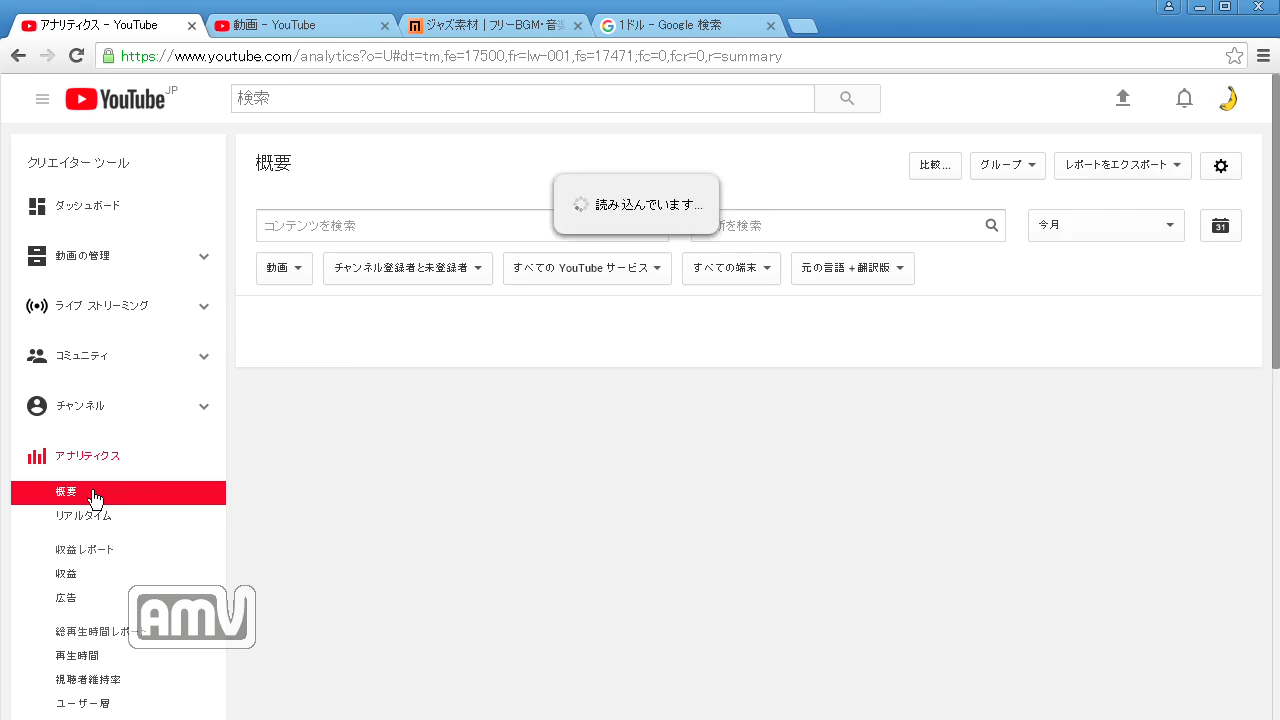 アナリティクス - YouTube
動画 - YouTube
ジャズ素材 | フリーBGM・音
1ドル - Google 検索
https://www.youtube.com/analytics?o=U#dt=tm,fe=17500,fr=lw-001,fs=17471;fc=0,fcr=0,r=summary
YouTube JP
検索
クリエイター ツール
ダッシュボード
動画の管理
ライブ ストリーミング
コミュニティ
チャンネル
アナリティクス
概要
リアルタイム
収益レポート
収益
広告
総再生時間レポート
再生時間
視聴者維持率
ユーザー層
概要
比較...
グループ
レポートをエクスポート
読み込んでいます...
コンテンツを検索
を検索
今月
31
動画
チャンネル登録者と未登録者
すべての YouTube サービス
すべての端末
元の言語 + 翻訳版
AMV